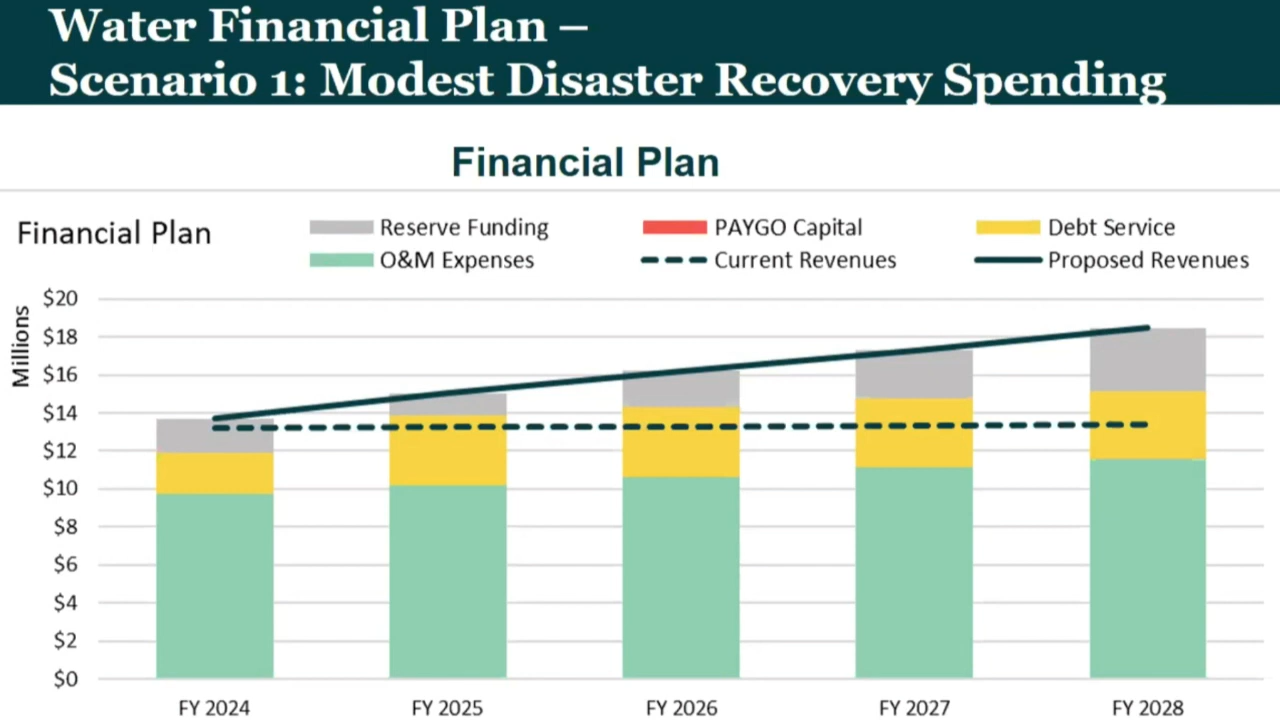 Water Financial Plan –
Scenario 1: Modest Disaster Recovery Spending
Financial Plan
Financial Plan
Reserve Funding
PAYGO Capital
Debt Service
O&M Expenses
Current Revenues
Proposed Revenues
Millions
$20
$18
$16
$14
$12
$10
$8
$6
$4
$2
$0
FY 2024
FY 2025
FY 2026
FY 2027
FY 2028